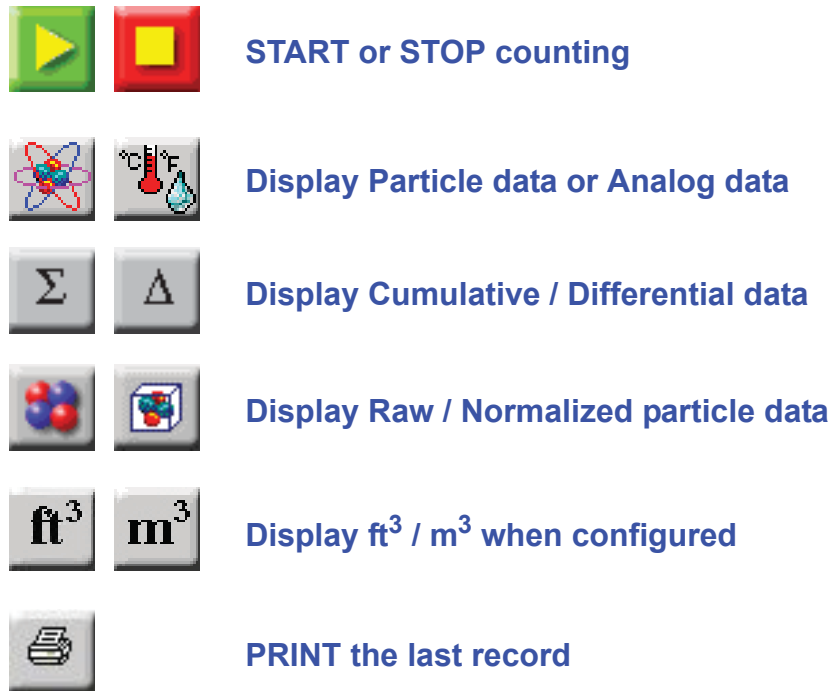 START or STOP counting
°C °F Display Particle data or Analog data
Σ Δ Display Cumulative / Differential data
Display Raw / Normalized particle data
ft³ m³ Display ft³ / m³ when configured
PRINT the last record